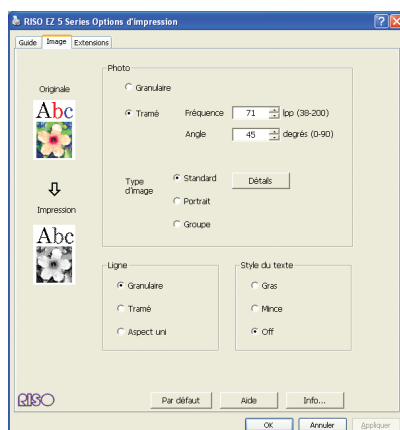 RISO EZ 5 Series Options d'impression
Guide Image Extensions
Photo
Originale
Abc
Granulaire
Tramé Fréquence 71 lpp (38-200)
Angle 45 degrés (0-90)
Type d'image
Standard Détails
Portrait
Groupe
Impression
Abc
Ligne
Granulaire
Tramé
Aspect uni
Style du texte
Gras
Mince
Off
RISO
Par défaut Aide Info...
OK Annuler Appliquer